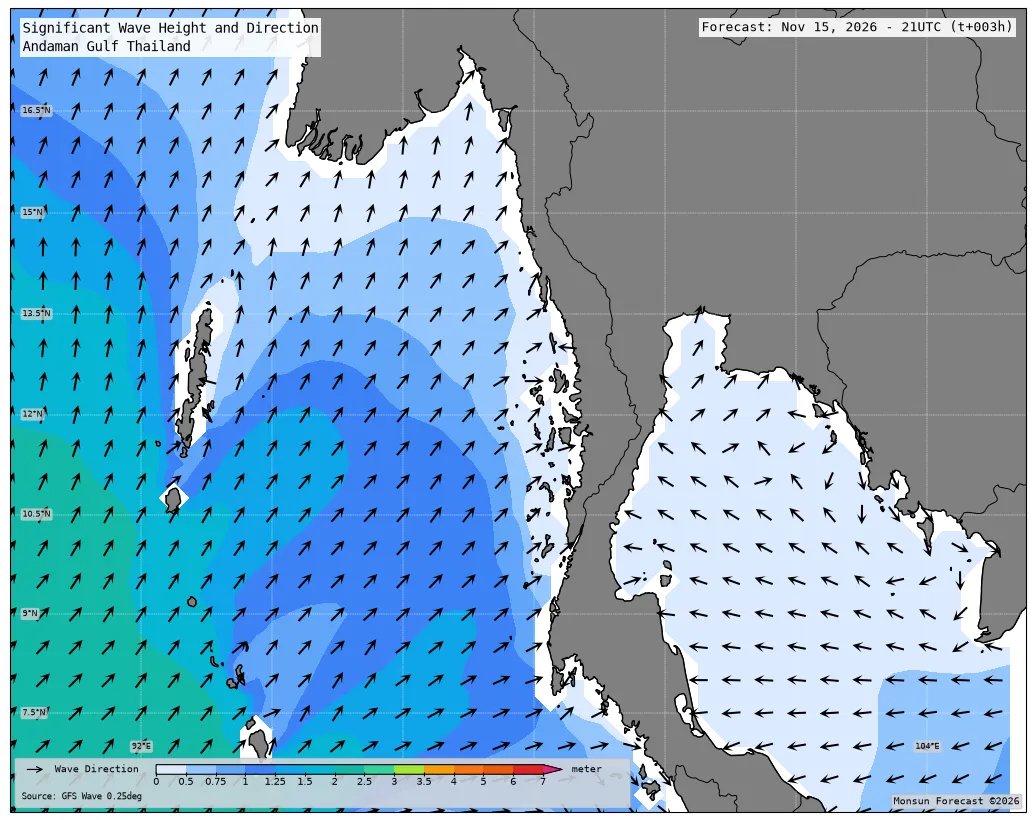 Significant Wave Height and Direction
Andaman Gulf Thailand
Forecast: Nov 15, 2026 - 21UTC (t+003h)
16.5°N
15°N
13.5°N
12°N
10.5°N
9°N
7.5°N
92°E
104°E
Wave Direction
0 0.5 0.75 1 1.25 1.5 2 2.5 3 3.5 4 5 6 7
meter
Source: GFS Wave 0.25deg
Monsun Forecast ©2026